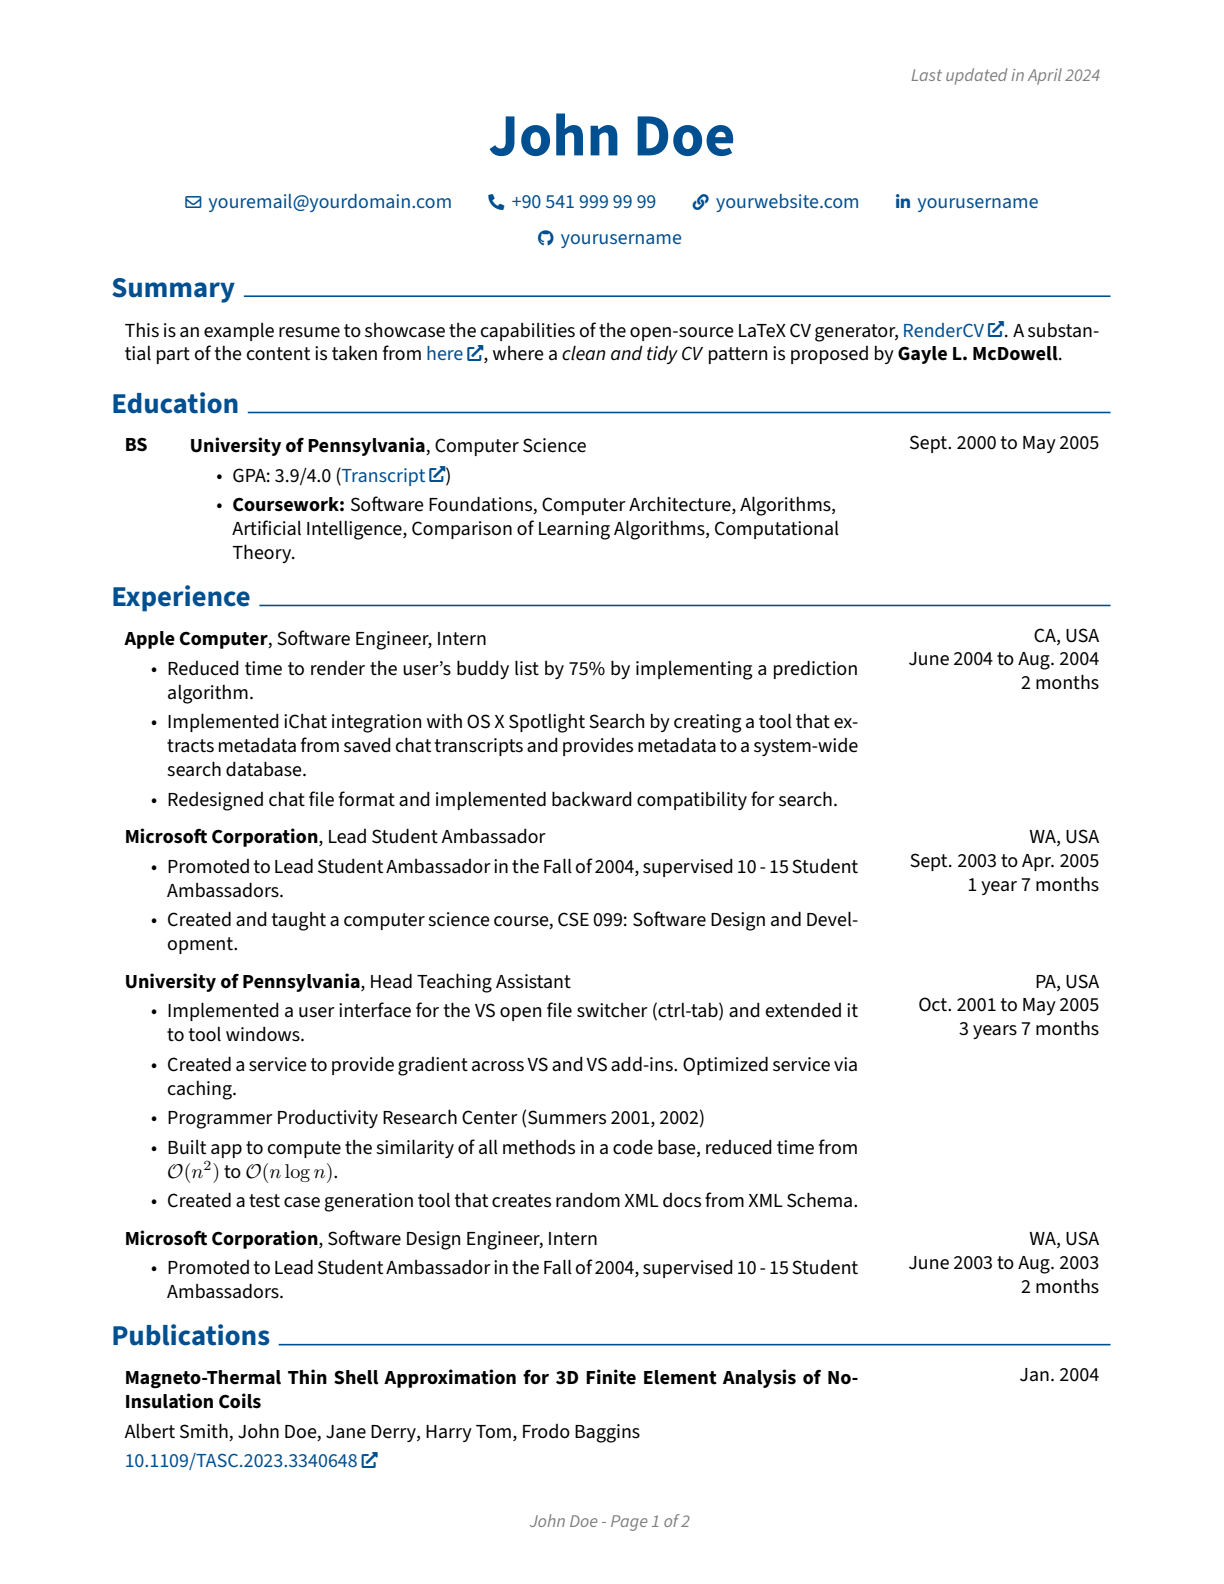 Last updated in April 2024
John Doe
youremail@yourdomain.com +90 541 999 99 99 yourwebsite.com yourusername
yourusername
Summary
This is an example resume to showcase the capabilities of the open-source LaTeX CV generator, RenderCV. A substan-
tial part of the content is taken from here, where a clean and tidy CV pattern is proposed by Gayle L. McDowell.
Education
BS University of Pennsylvania, Computer Science Sept. 2000 to May 2005
• GPA: 3.9/4.0 (Transcript)
• Coursework: Software Foundations, Computer Architecture, Algorithms,
Artificial Intelligence, Comparison of Learning Algorithms, Computational
Theory.
Experience
Apple Computer, Software Engineer, Intern CA, USA
June 2004 to Aug. 2004
2 months
• Reduced time to render the user's buddy list by 75% by implementing a prediction
algorithm.
• Implemented iChat integration with OS X Spotlight Search by creating a tool that ex-
tracts metadata from saved chat transcripts and provides metadata to a system-wide
search database.
• Redesigned chat file format and implemented backward compatibility for search.
Microsoft Corporation, Lead Student Ambassador WA, USA
Sept. 2003 to Apr. 2005
1 year 7 months
• Promoted to Lead Student Ambassador in the Fall of 2004, supervised 10 - 15 Student
Ambassadors.
• Created and taught a computer science course, CSE 099: Software Design and Devel-
opment.
University of Pennsylvania, Head Teaching Assistant PA, USA
Oct. 2001 to May 2005
3 years 7 months
• Implemented a user interface for the VS open file switcher (ctrl-tab) and extended it
to tool windows.
• Created a service to provide gradient across VS and VS add-ins. Optimized service via
caching.
• Programmer Productivity Research Center (Summers 2001, 2002)
• Built app to compute the similarity of all methods in a code base, reduced time from
𝒪(n²) to 𝒪(n log n).
• Created a test case generation tool that creates random XML docs from XML Schema.
Microsoft Corporation, Software Design Engineer, Intern WA, USA
June 2003 to Aug. 2003
2 months
• Promoted to Lead Student Ambassador in the Fall of 2004, supervised 10 - 15 Student
Ambassadors.
Publications
Magneto-Thermal Thin Shell Approximation for 3D Finite Element Analysis of No- Jan. 2004
Insulation Coils
Albert Smith, John Doe, Jane Derry, Harry Tom, Frodo Baggins
10.1109/TASC.2023.3340648
John Doe - Page 1 of 2